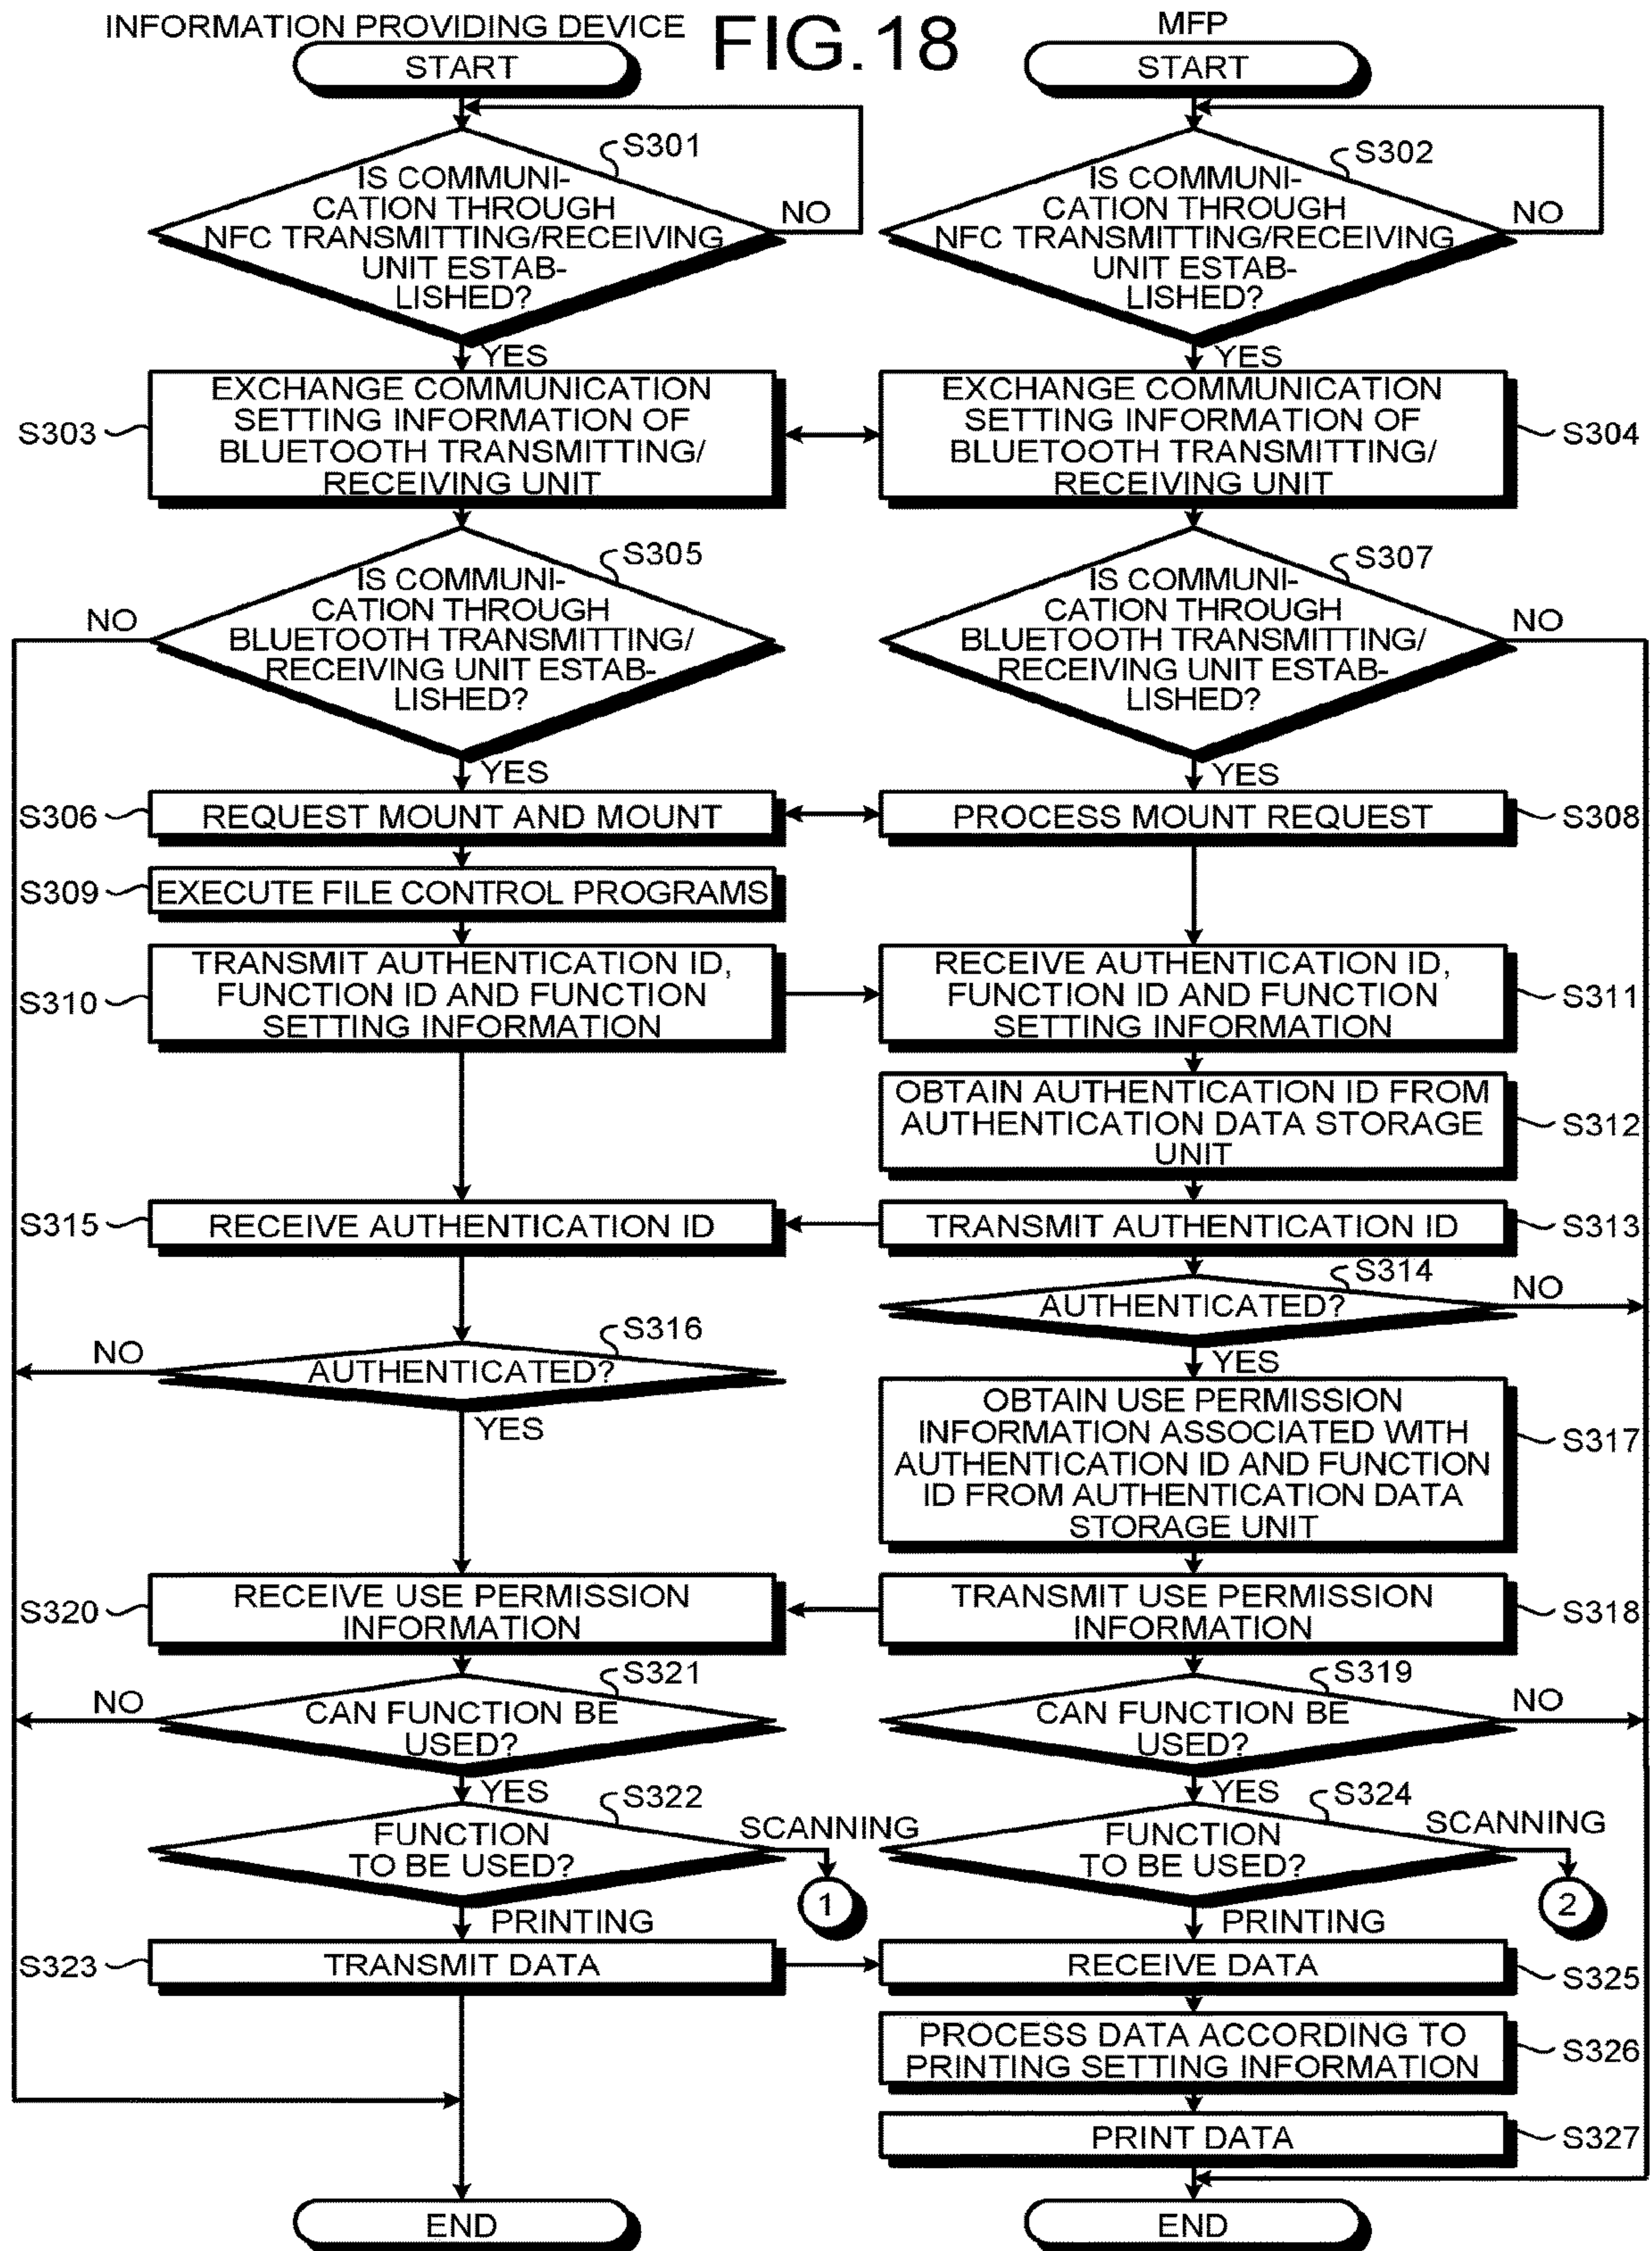 INFORMATION PROVIDING DEVICE
FIG.18
MFP
START
START
S301
IS COMMUNI-
CATION THROUGH
NFC TRANSMITTING/RECEIVING
UNIT ESTAB-
LISHED?
NO
YES
S302
IS COMMUNI-
CATION THROUGH
NFC TRANSMITTING/RECEIVING
UNIT ESTAB-
LISHED?
NO
YES
S303
EXCHANGE COMMUNICATION
SETTING INFORMATION OF
BLUETOOTH TRANSMITTING/
RECEIVING UNIT
EXCHANGE COMMUNICATION
SETTING INFORMATION OF
BLUETOOTH TRANSMITTING/
RECEIVING UNIT
S304
S305
NO
IS COMMUNI-
CATION THROUGH
BLUETOOTH TRANSMITTING/
RECEIVING UNIT ESTAB-
LISHED?
YES
S307
IS COMMUNI-
CATION THROUGH
BLUETOOTH TRANSMITTING/
RECEIVING UNIT ESTAB-
LISHED?
NO
YES
S306
REQUEST MOUNT AND MOUNT
PROCESS MOUNT REQUEST
S308
S309
EXECUTE FILE CONTROL PROGRAMS
S310
TRANSMIT AUTHENTICATION ID,
FUNCTION ID AND FUNCTION
SETTING INFORMATION
RECEIVE AUTHENTICATION ID,
FUNCTION ID AND FUNCTION
SETTING INFORMATION
S311
OBTAIN AUTHENTICATION ID FROM
AUTHENTICATION DATA STORAGE
UNIT
S312
S315
RECEIVE AUTHENTICATION ID
TRANSMIT AUTHENTICATION ID
S313
S314
AUTHENTICATED?
NO
YES
S316
NO
AUTHENTICATED?
YES
OBTAIN USE PERMISSION
INFORMATION ASSOCIATED WITH
AUTHENTICATION ID AND FUNCTION
ID FROM AUTHENTICATION DATA
STORAGE UNIT
S317
S320
RECEIVE USE PERMISSION
INFORMATION
TRANSMIT USE PERMISSION
INFORMATION
S318
S321
NO
CAN FUNCTION BE
USED?
YES
S319
CAN FUNCTION BE
USED?
NO
YES
S322
FUNCTION
TO BE USED?
SCANNING
1
PRINTING
S324
FUNCTION
TO BE USED?
SCANNING
2
PRINTING
S323
TRANSMIT DATA
RECEIVE DATA
S325
PROCESS DATA ACCORDING TO
PRINTING SETTING INFORMATION
S326
PRINT DATA
S327
END
END